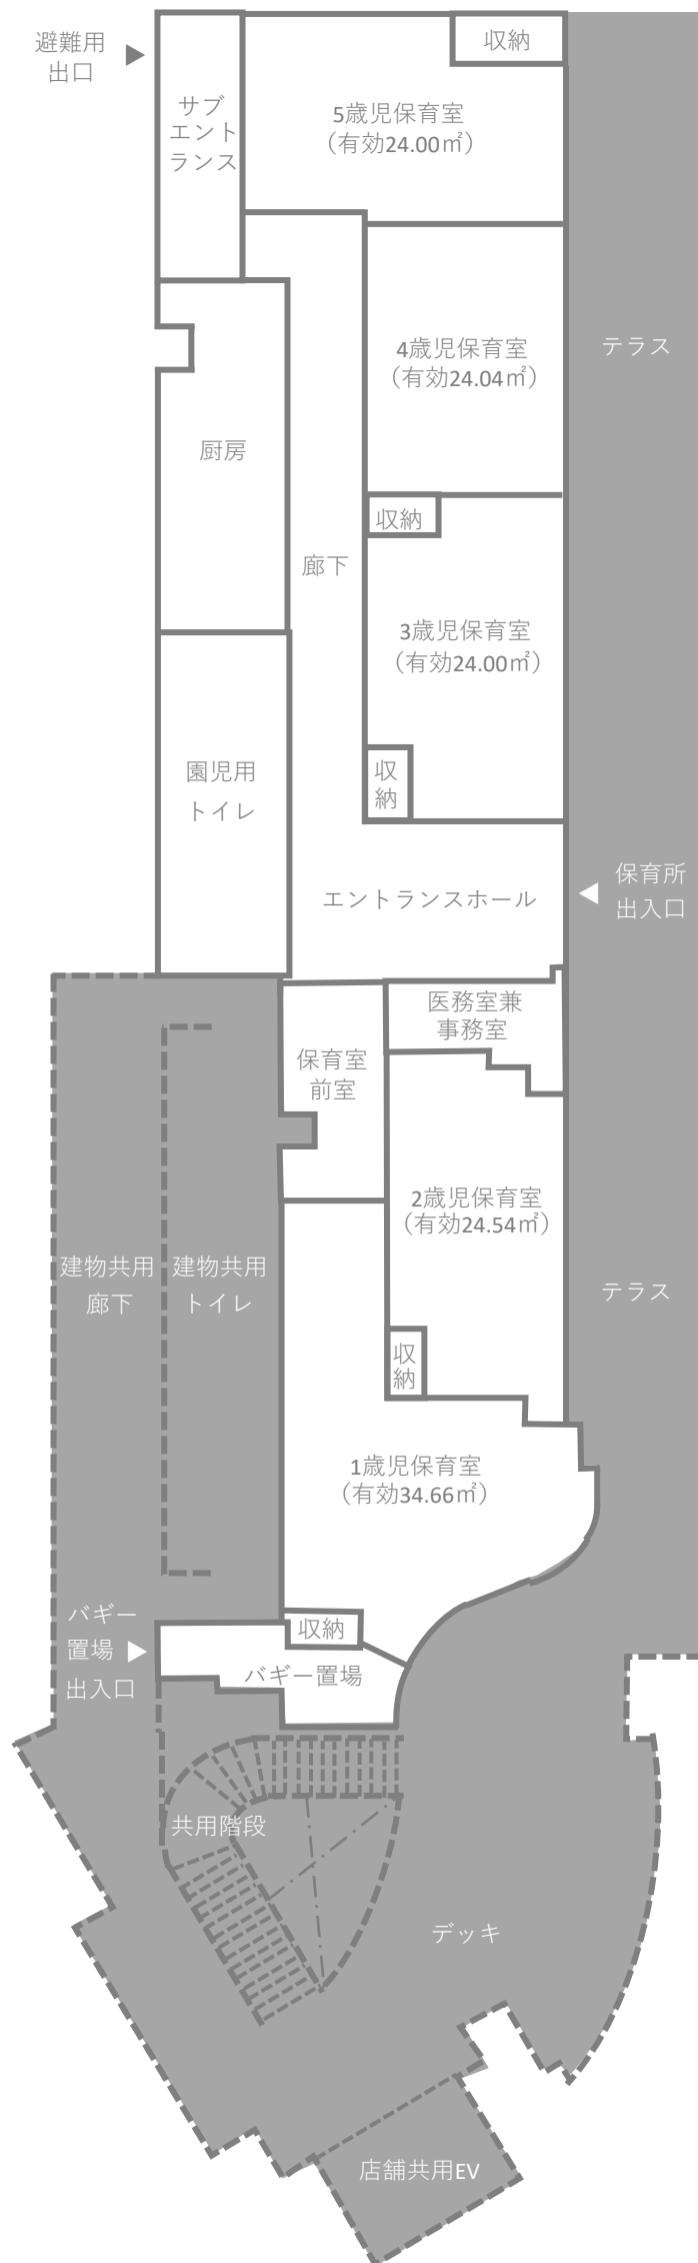 避難用
出口
収納
サブ
エント
ランス
5歳児保育室
（有効24.00㎡）
4歳児保育室
（有効24.04㎡）
テラス
厨房
収納
廊下
3歳児保育室
（有効24.00㎡）
園児用
トイレ
収
納
エントランスホール
保育所
出入口
医務室兼
事務室
保育室
前室
2歳児保育室
（有効24.54㎡）
建物共用
廊下
建物共用
トイレ
テラス
収
納
1歳児保育室
（有効34.66㎡）
バギー
置場
出入口
収納
バギー置場
共用階段
デッキ
店舗共用EV